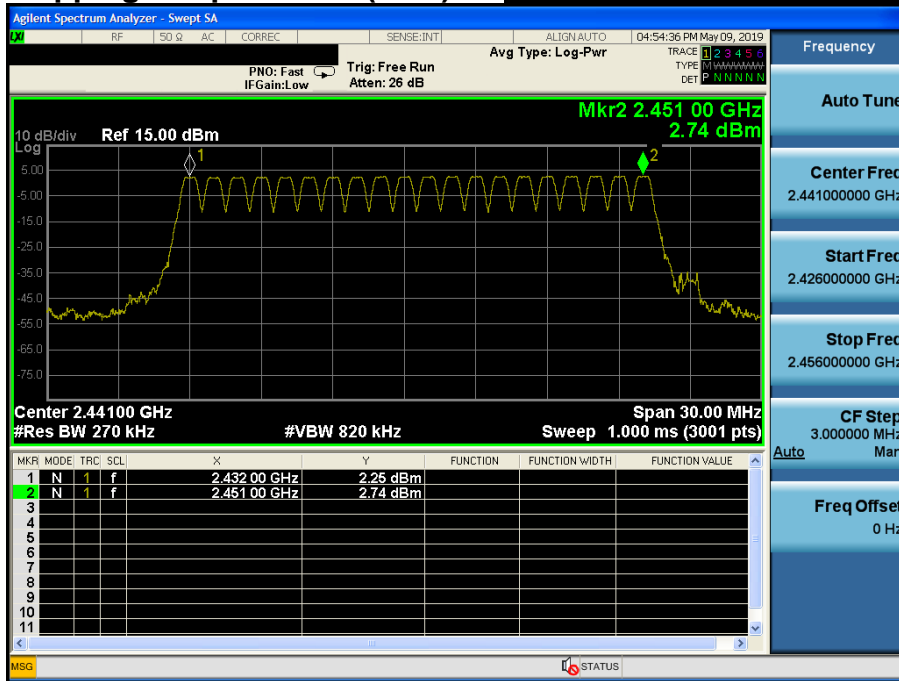 Agilent Spectrum Analyzer - Swept SA
LXI RF 50 Ω AC CORREC SENSE:INT ALIGN AUTO 04:54:36 PM May 09, 2019
Avg Type: Log-Pwr
TRACE 1 2 3 4 5 6
TYPE M WWWWW
DET P N N N N N
PNO: Fast
IFGain:Low
Trig: Free Run
Atten: 26 dB
Mkr2 2.451 00 GHz
2.74 dBm
10 dB/div Ref 15.00 dBm
Log
1
2
5.00
-5.00
-15.0
-25.0
-35.0
-45.0
-55.0
-65.0
-75.0
Center 2.44100 GHz Span 30.00 MHz
#Res BW 270 kHz #VBW 820 kHz Sweep 1.000 ms (3001 pts)
MKR MODE TRC SCL X Y FUNCTION FUNCTION WIDTH FUNCTION VALUE
1 N 1 f 2.432 00 GHz 2.25 dBm
2 N 1 f 2.451 00 GHz 2.74 dBm
3
4
5
6
7
8
9
10
11
MSG STATUS
Frequency
Auto Tune
Center Freq
2.441000000 GHz
Start Freq
2.426000000 GHz
Stop Freq
2.456000000 GHz
CF Step
3.000000 MHz
Auto Man
Freq Offset
0 Hz